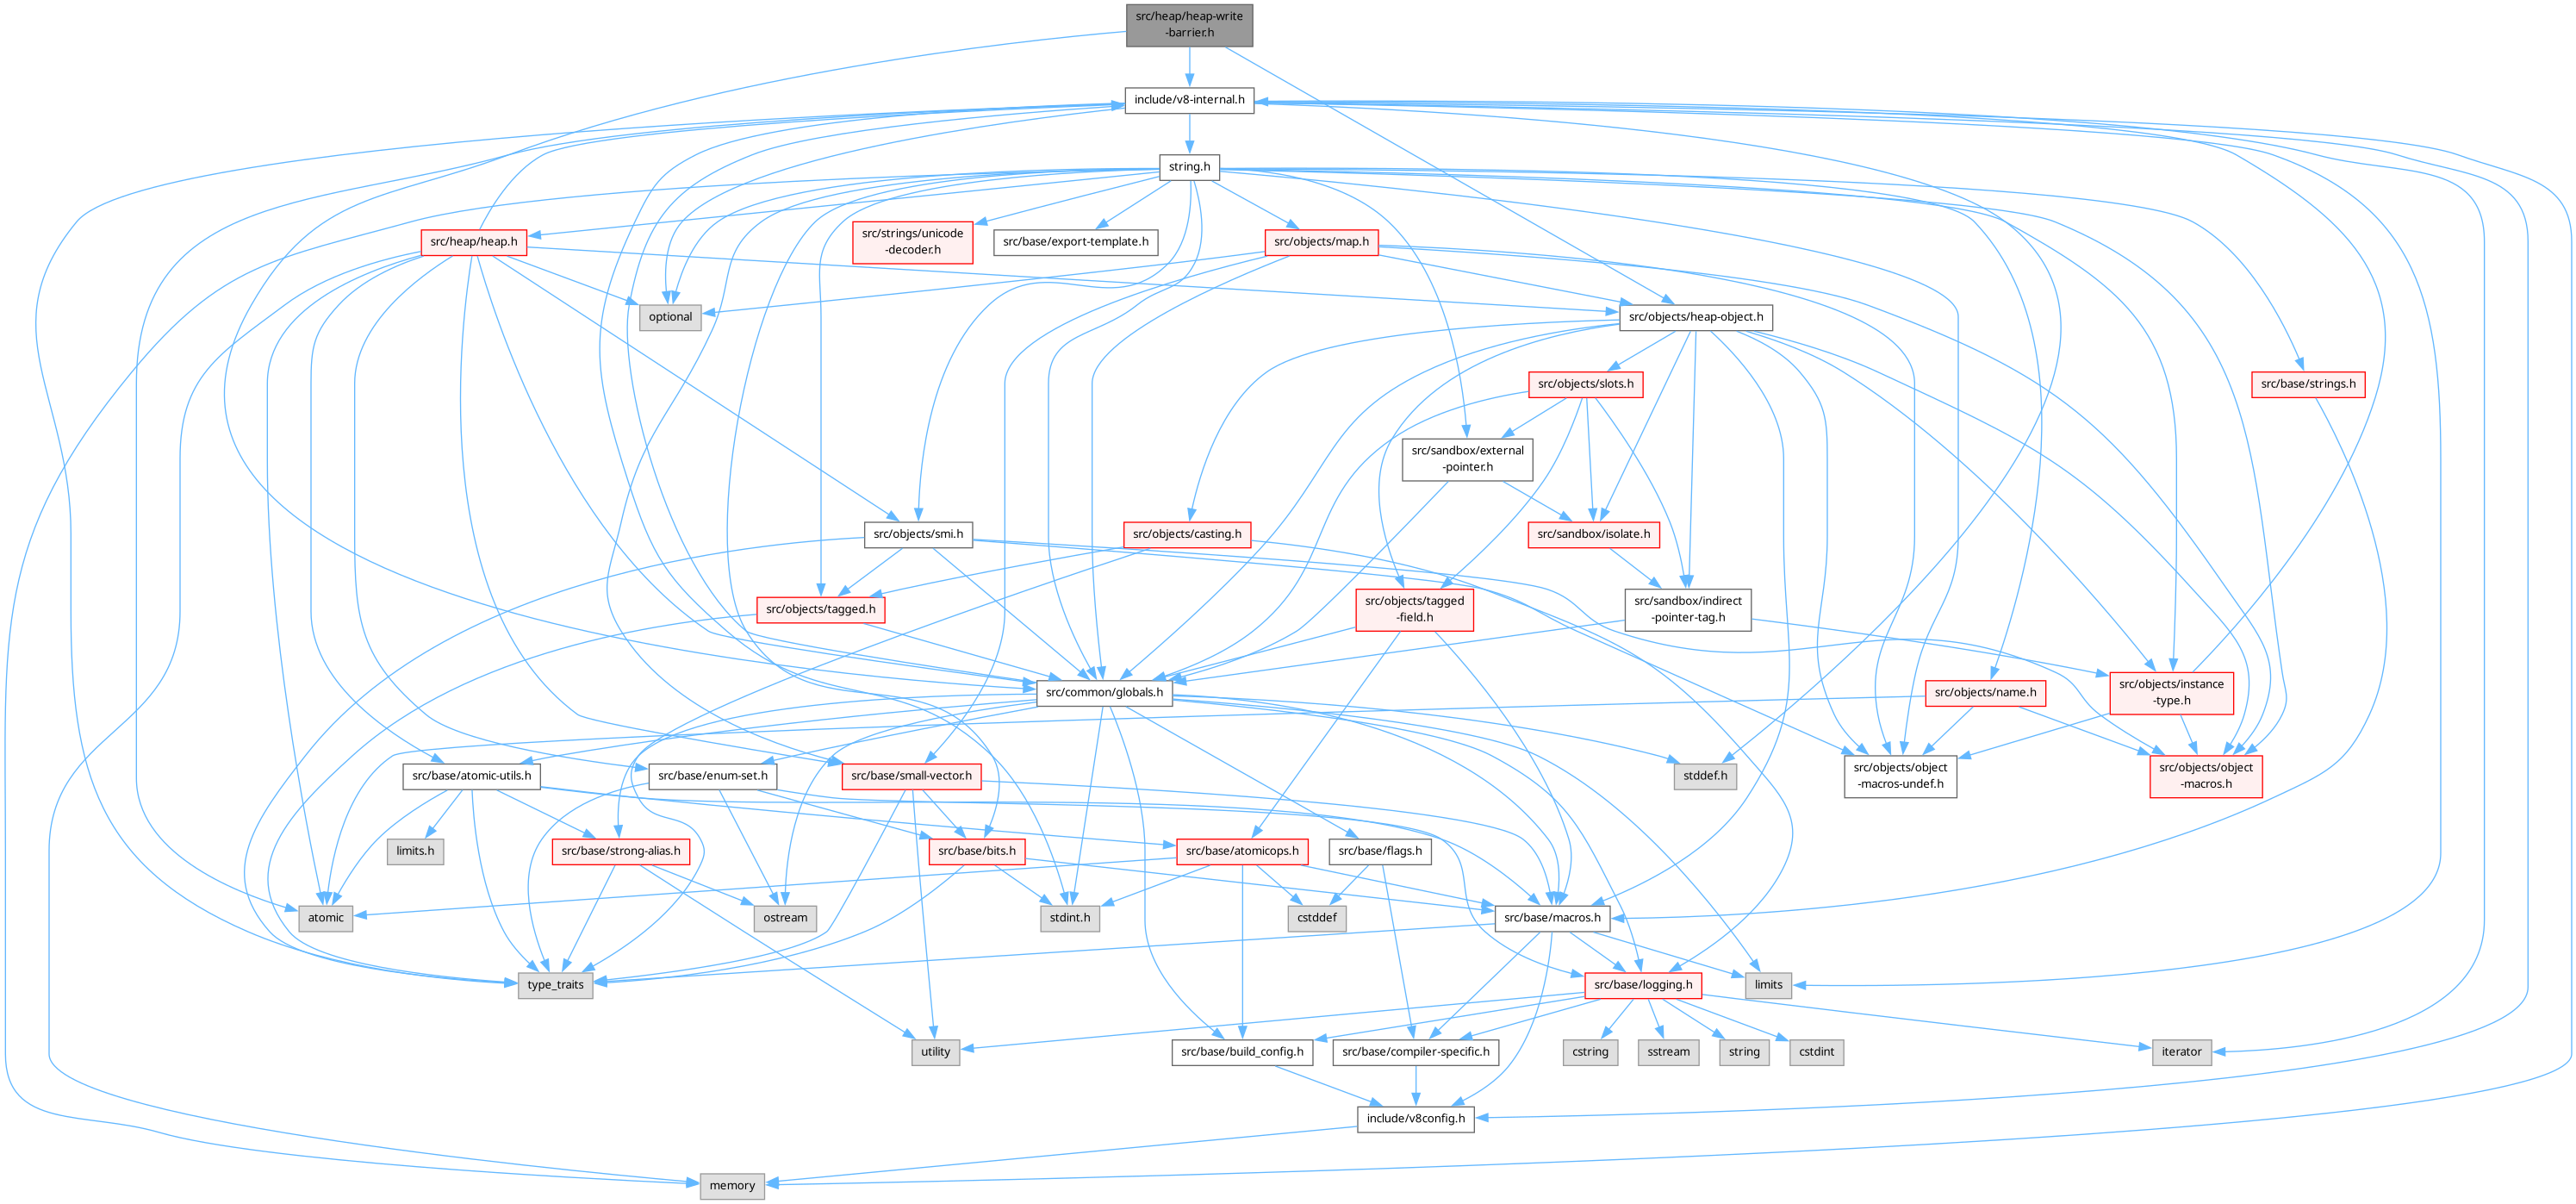 src/heap/heap-write
-barrier.h
include/v8-internal.h
string.h
src/heap/heap.h
src/strings/unicode
-decoder.h
src/base/export-template.h
src/objects/map.h
optional
src/objects/heap-object.h
src/objects/slots.h
src/base/strings.h
src/sandbox/external
-pointer.h
src/objects/smi.h
src/objects/casting.h
src/sandbox/isolate.h
src/objects/tagged.h
src/objects/tagged
-field.h
src/sandbox/indirect
-pointer-tag.h
src/common/globals.h
src/objects/name.h
src/objects/instance
-type.h
src/base/atomic-utils.h
src/base/enum-set.h
src/base/small-vector.h
stddef.h
src/objects/object
-macros-undef.h
src/objects/object
-macros.h
limits.h
src/base/strong-alias.h
src/base/bits.h
src/base/atomicops.h
src/base/flags.h
atomic
ostream
stdint.h
cstddef
src/base/macros.h
type_traits
src/base/logging.h
limits
utility
src/base/build_config.h
src/base/compiler-specific.h
cstring
sstream
string
cstdint
iterator
include/v8config.h
memory